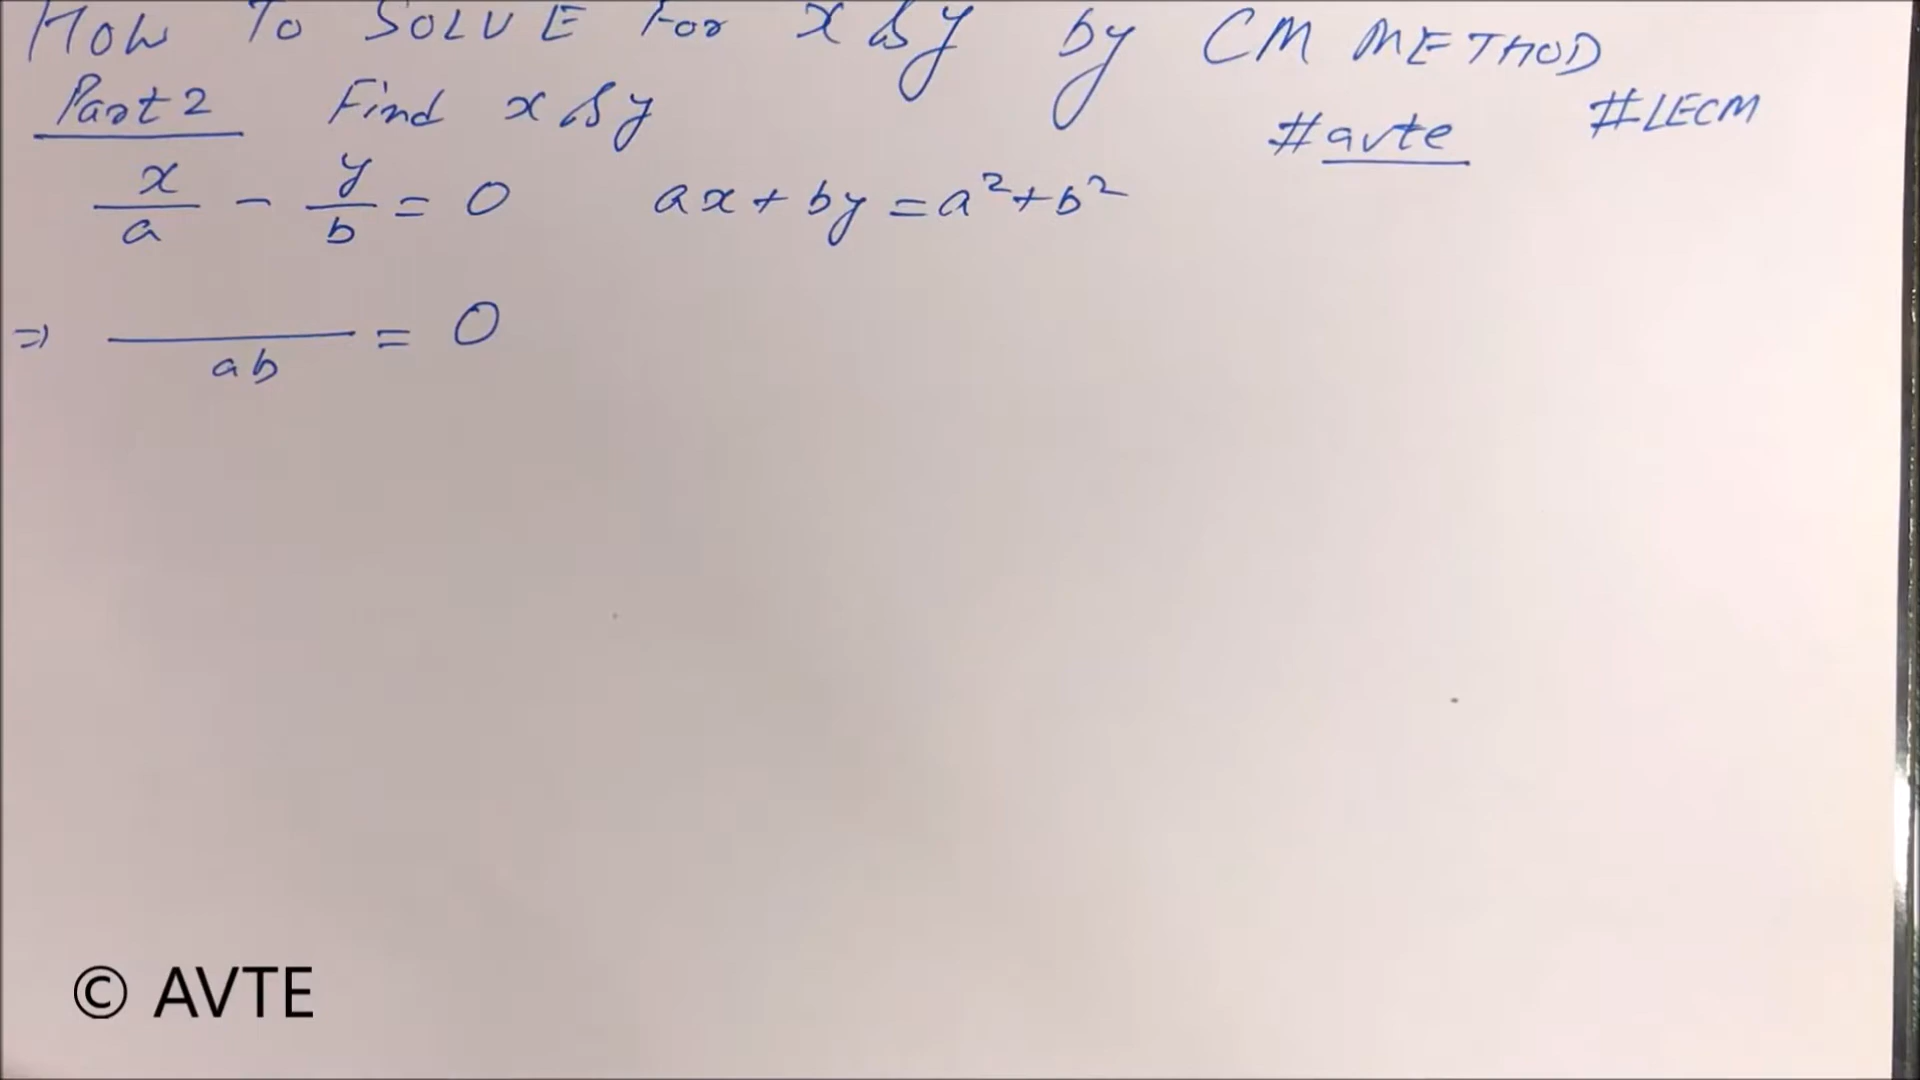 HOW TO SOLVE FOR x & y by CM METHOD
Part 2 Find x & y #avte #LECM
x/a - y/b = 0 ax + by = a² + b²
⇒ /ab = 0
© AVTE